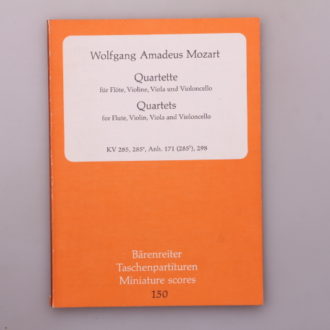 Wolfgang Amadeus Mozart
Quartette
für Flöte, Violine, Viola und Violoncello
Quartets
for Flute, Violin, Viola and Violoncello
KV 285, 285ª, Anh. 171 (285ᵇ), 298
Bärenreiter
Taschenpartituren
Miniature scores
150